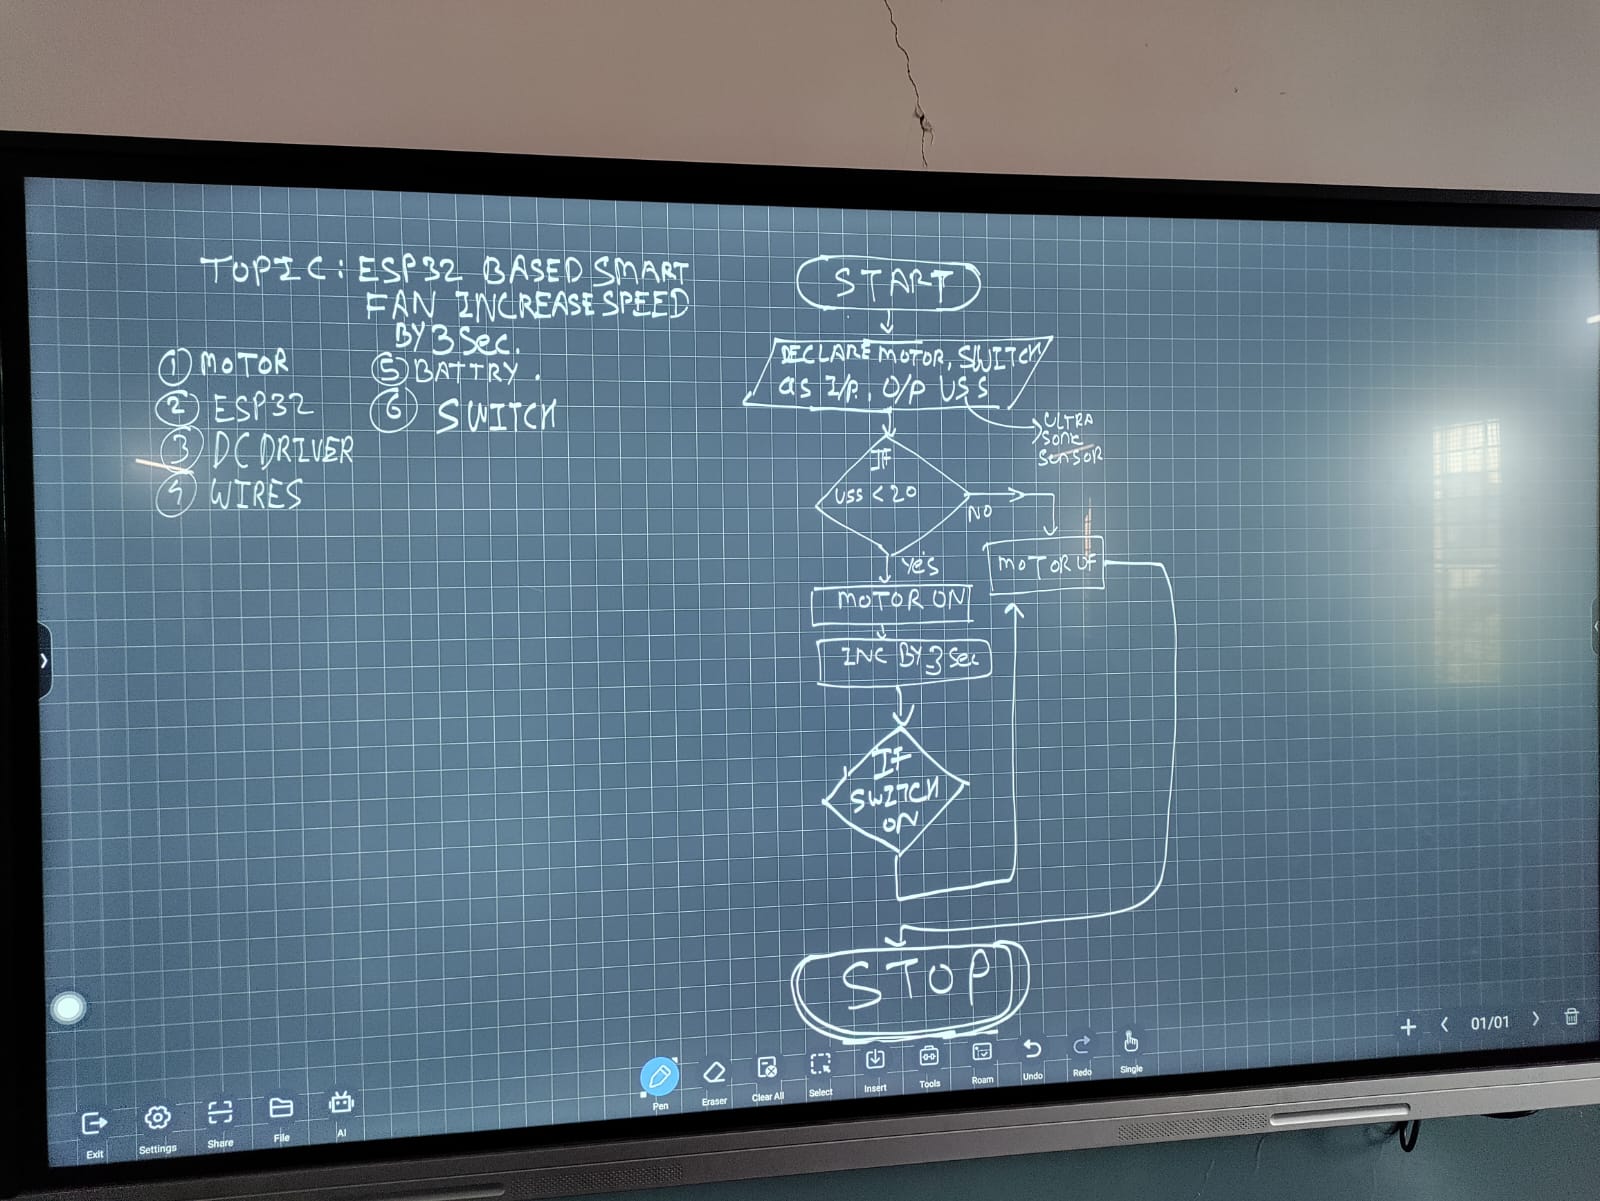 TOPIC: ESP32 BASED SMART
FAN INCREASE SPEED
BY 3 Sec.
① MOTOR
② ESP32
③ DC DRIVER
④ WIRES
⑤ BATTRY.
⑥ SWITCH
START
DECLARE MOTOR, SWITCH
as I/P, O/P USS
ULTRA
SONC
SenSOR
IF
USS < 20
NO
Yes
MOTOR OF
MOTOR ON
INC BY 3 Sec
IF
SWITCH
ON
STOP
01/01
Exit
Settings
Share
File
AI
Pen
Eraser
Clear All
Select
Insert
Tools
Roam
Undo
Redo
Single